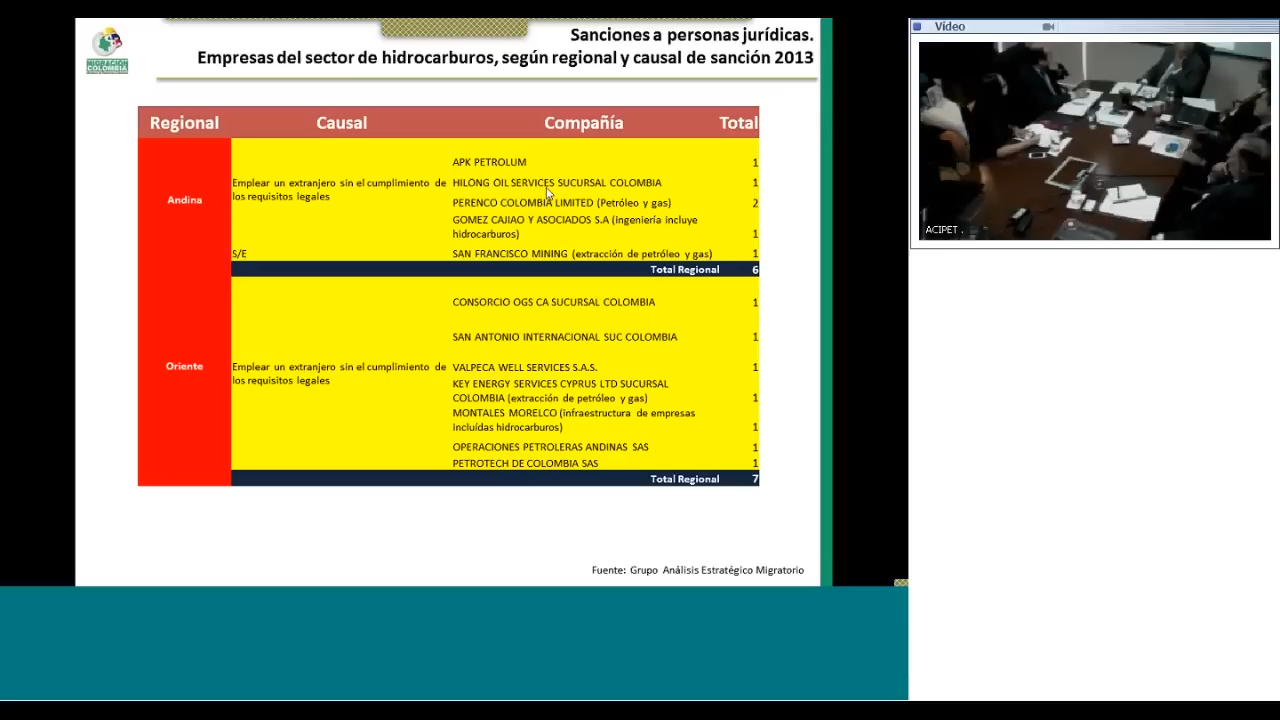 Sanciones a personas jurídicas.
Empresas del sector de hidrocarburos, según regional y causal de sanción 2013
MIGRACIÓN
COLOMBIA
Regional Causal Compañía Total
Andina
Emplear un extranjero sin el cumplimiento de
los requisitos legales
APK PETROLUM 1
HILONG OIL SERVICES SUCURSAL COLOMBIA 1
PERENCO COLOMBIA LIMITED (Petróleo y gas) 2
GOMEZ CAJIAO Y ASOCIADOS S.A (ingeniería incluye
hidrocarburos) 1
S/E SAN FRANCISCO MINING (extracción de petróleo y gas) 1
Total Regional 6
Oriente
Emplear un extranjero sin el cumplimiento de
los requisitos legales
CONSORCIO OGS CA SUCURSAL COLOMBIA 1
SAN ANTONIO INTERNACIONAL SUC COLOMBIA 1
VALPECA WELL SERVICES S.A.S. 1
KEY ENERGY SERVICES CYPRUS LTD SUCURSAL
COLOMBIA (extracción de petróleo y gas) 1
MONTALES MORELCO (infraestructura de empresas
incluídas hidrocarburos) 1
OPERACIONES PETROLERAS ANDINAS SAS 1
PETROTECH DE COLOMBIA SAS 1
Total Regional 7
Fuente: Grupo Análisis Estratégico Migratorio
Vídeo
ACIPET .